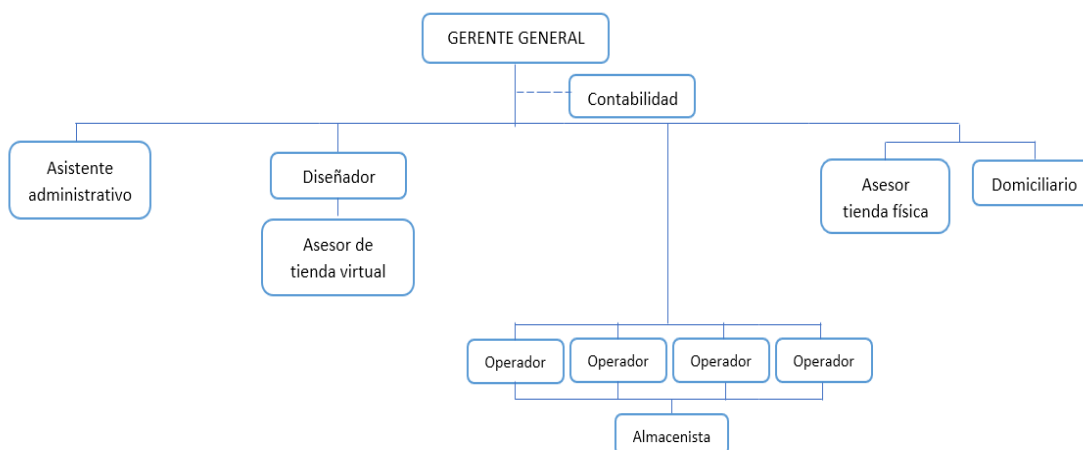 GERENTE GENERAL
Contabilidad
Asistente
administrativo
Diseñador
Asesor
tienda física
Domiciliario
Asesor de
tienda virtual
Operador
Operador
Operador
Operador
Almacenista